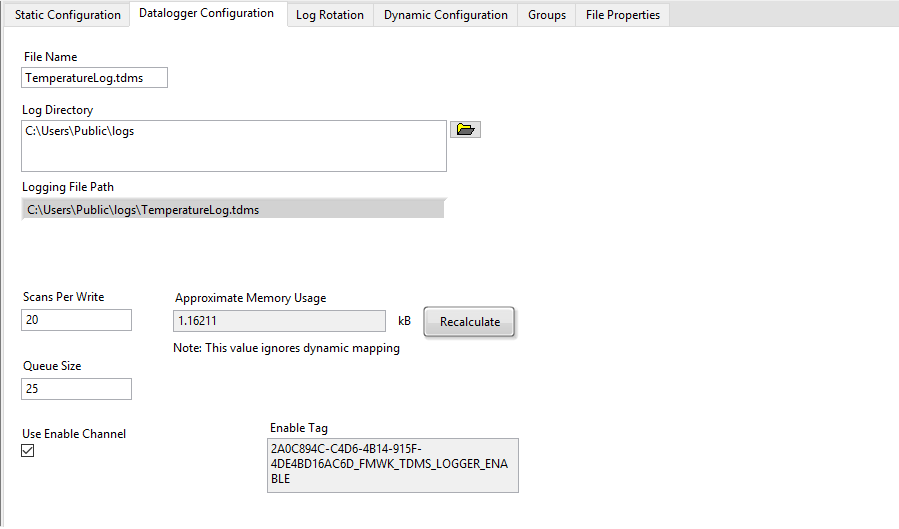 Static Configuration Datalogger Configuration Log Rotation Dynamic Configuration Groups File Properties
File Name
TemperatureLog.tdms
Log Directory
C:\Users\Public\logs
Logging File Path
C:\Users\Public\logs\TemperatureLog.tdms
Scans Per Write Approximate Memory Usage
20 1.16211 kB Recalculate
Note: This value ignores dynamic mapping
Queue Size
25
Use Enable Channel Enable Tag
2A0C894C-C4D6-4B14-915F-
4DE4BD16AC6D_FMWK_TDMS_LOGGER_ENA
BLE